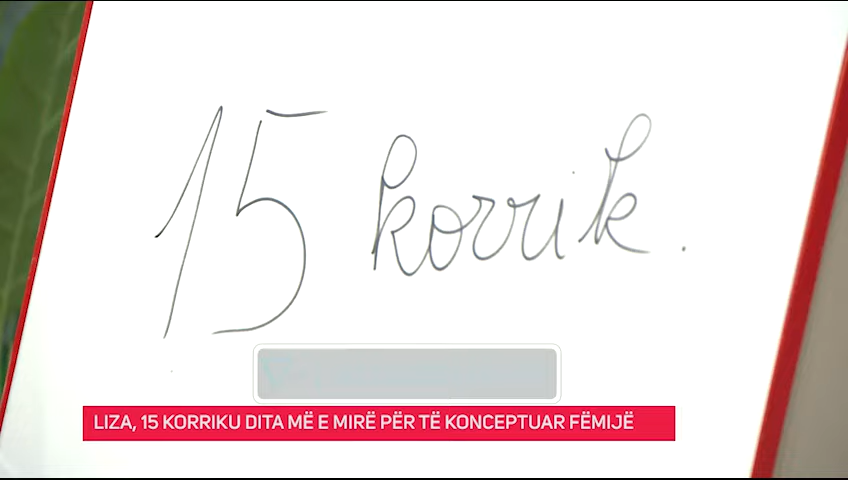 15 korrik.
LIZA, 15 KORRIKU DITA MË E MIRË PËR TË KONCEPTUAR FËMIJË